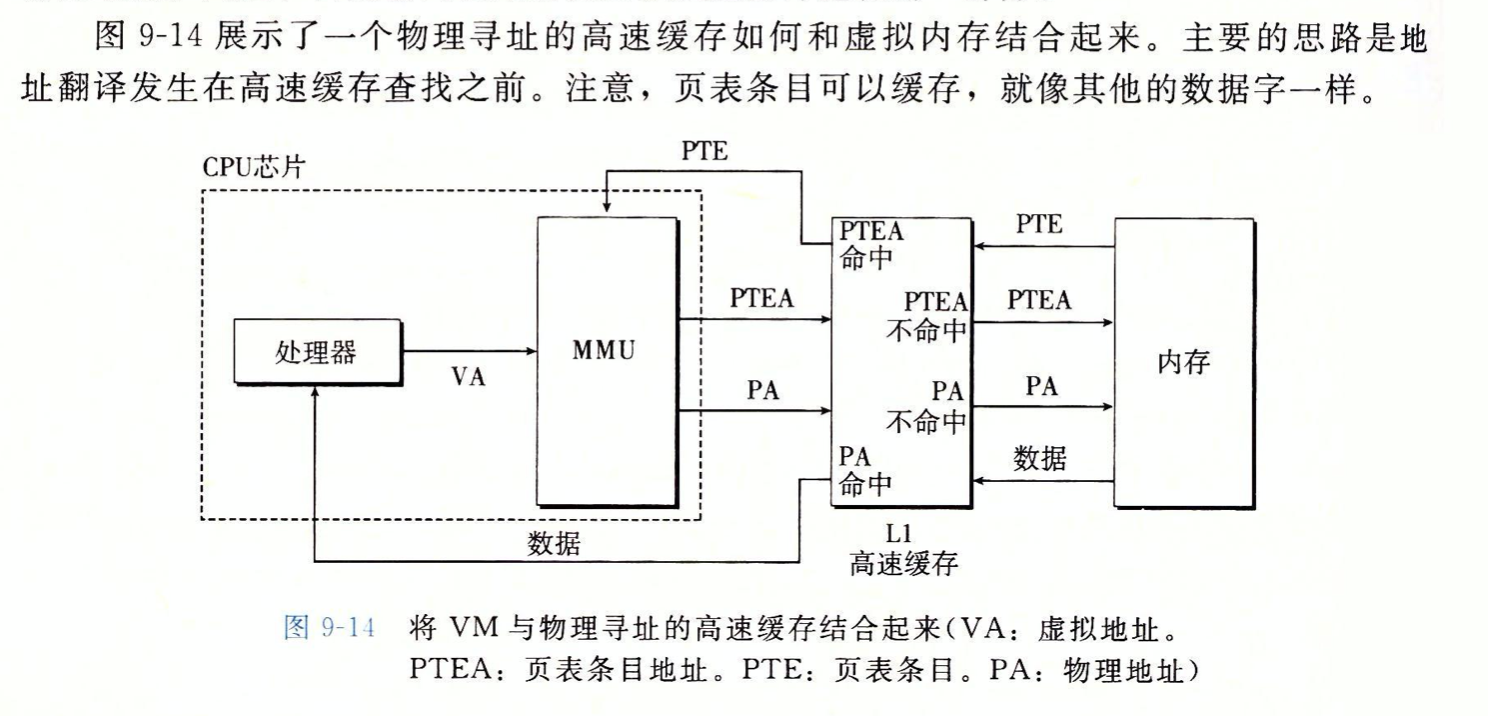 图 9-14 展示了一个物理寻址的高速缓存如何和虚拟内存结合起来。主要的思路是地
址翻译发生在高速缓存查找之前。注意，页表条目可以缓存，就像其他的数据字一样。
CPU芯片
PTE
PTEA
命中
PTE
PTEA
PTEA
不命中
PTEA
处理器
VA
MMU
内存
PA
PA
不命中
PA
PA
命中
数据
数据
L1
高速缓存
图 9-14 将 VM 与物理寻址的高速缓存结合起来(VA：虚拟地址。
PTEA：页表条目地址。PTE：页表条目。PA：物理地址)